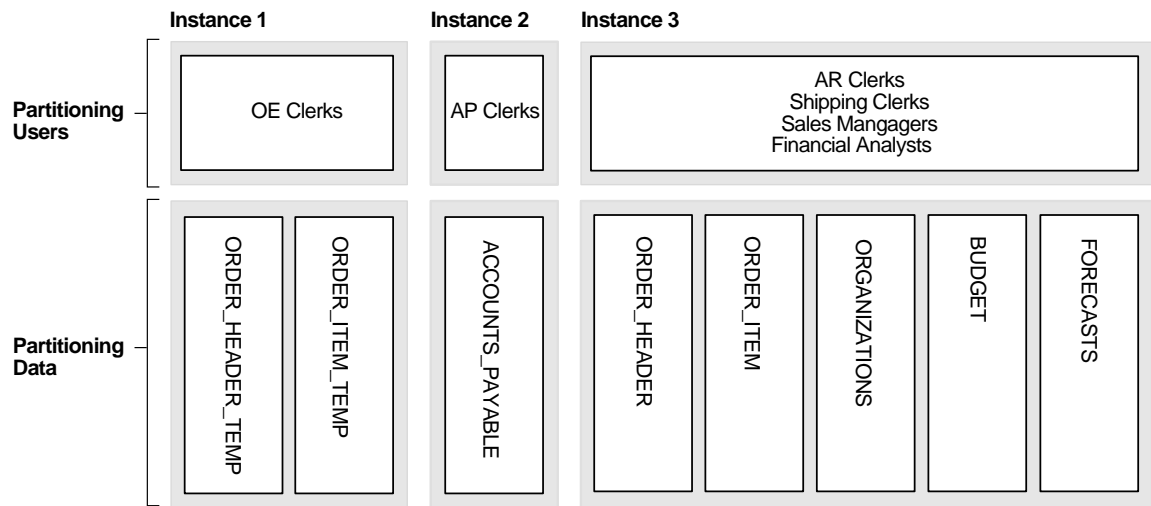 Instance 1
Instance 2
Instance 3
Partitioning
Users
OE Clerks
AP Clerks
AR Clerks
Shipping Clerks
Sales Mangagers
Financial Analysts
Partitioning
Data
ORDER_HEADER_TEMP
ORDER_ITEM_TEMP
ACCOUNTS_PAYABLE
ORDER_HEADER
ORDER_ITEM
ORGANIZATIONS
BUDGET
FORECASTS